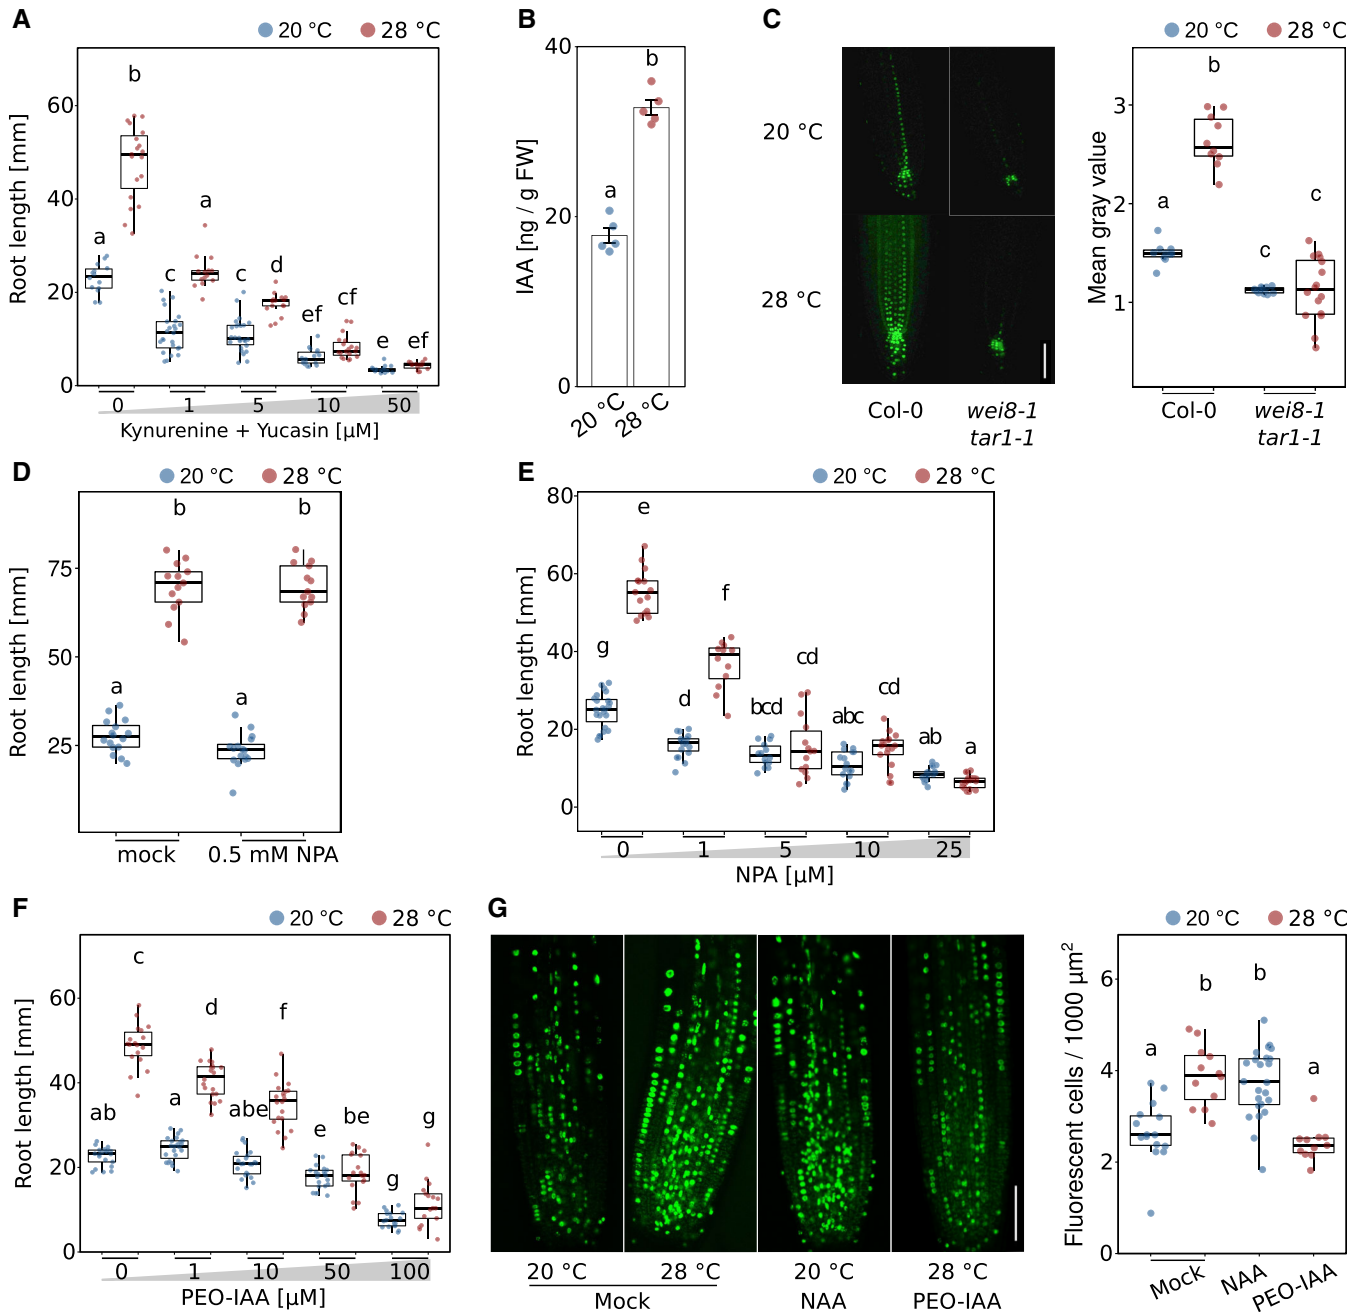 A
20 °C 28 °C
Root length [mm]
60
40
20
0
a b c a c d ef cf e ef
0 1 5 10 50
Kynurenine + Yucasin [µM]
B
IAA [ng / g FW]
40
20
0
a b
20 °C 28 °C
C
20 °C
28 °C
Col-0 wei8-1
tar1-1
20 °C 28 °C
Mean gray value
3
2
1
a b c c
Col-0 wei8-1
tar1-1
D
20 °C 28 °C
Root length [mm]
75
50
25
a b a b
mock 0.5 mM NPA
E
20 °C 28 °C
Root length [mm]
80
60
40
20
0
g e d f bcd cd abc cd ab a
0 1 5 10 25
NPA [µM]
F
20 °C 28 °C
Root length [mm]
60
40
20
0
ab c a d abe f e be g g
0 1 10 50 100
PEO-IAA [µM]
G
20 °C 28 °C 20 °C 28 °C
Mock NAA PEO-IAA
20 °C 28 °C
Fluorescent cells / 1000 µm²
6
4
2
0
a b b a
Mock NAA PEO-IAA